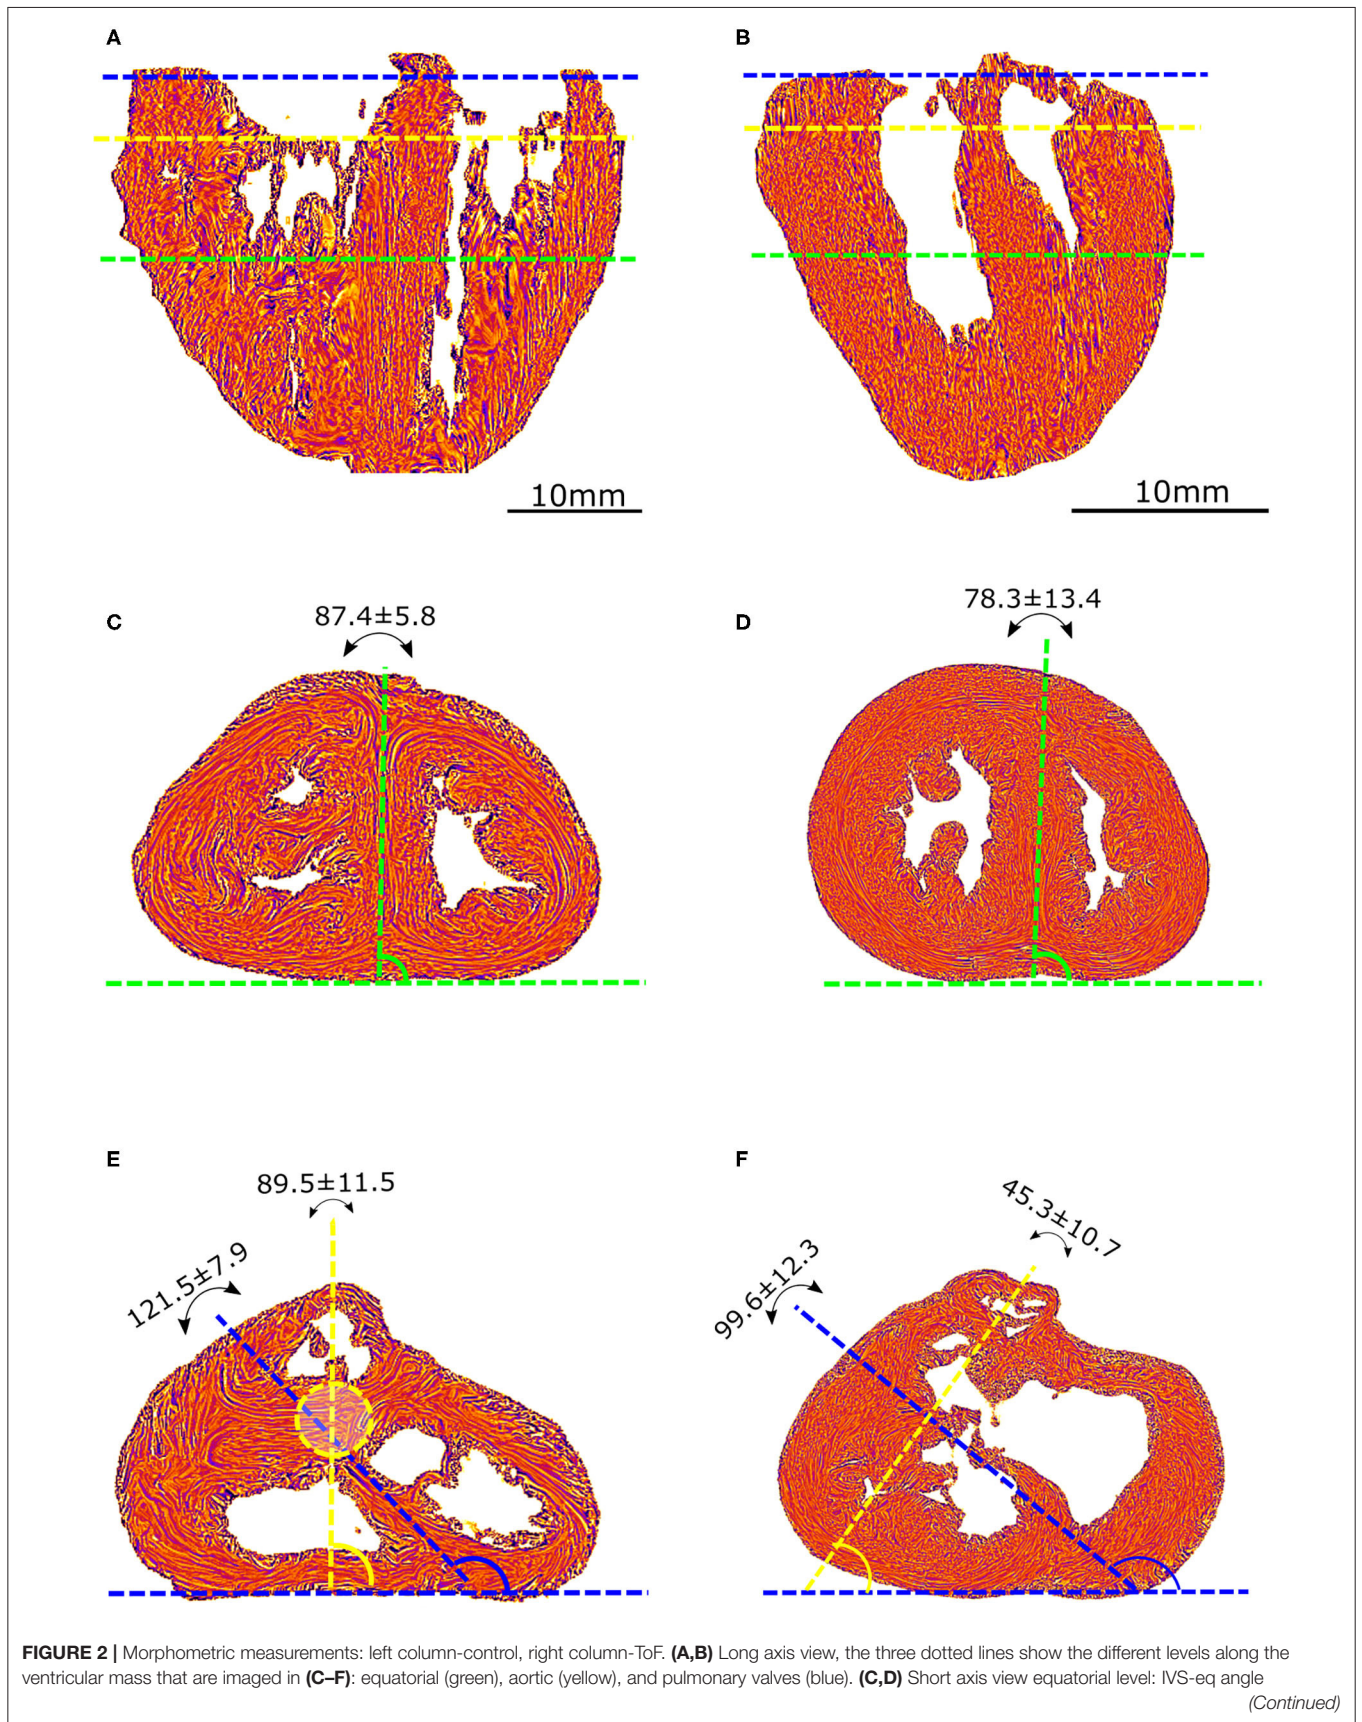 A
B
10mm
10mm
C
87.4±5.8
D
78.3±13.4
E
89.5±11.5
121.5±7.9
F
45.3±10.7
99.6±12.3
FIGURE 2 | Morphometric measurements: left column-control, right column-ToF. (A,B) Long axis view, the three dotted lines show the different levels along the
ventricular mass that are imaged in (C–F): equatorial (green), aortic (yellow), and pulmonary valves (blue). (C,D) Short axis view equatorial level: IVS-eq angle
(Continued)